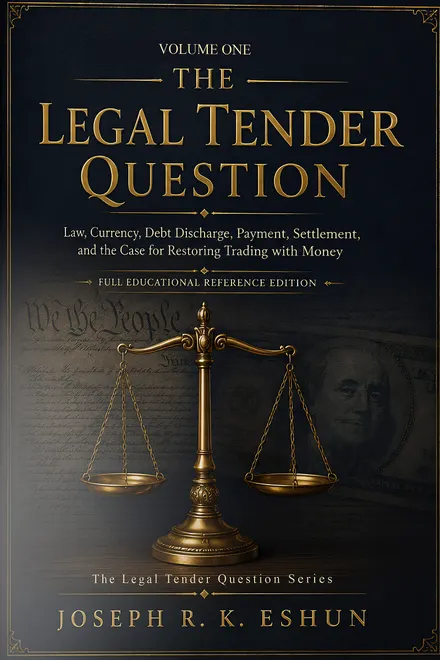 VOLUME ONE
THE
LEGAL TENDER
QUESTION
Law, Currency, Debt Discharge, Payment, Settlement,
and the Case for Restoring Trading with Money
FULL EDUCATIONAL REFERENCE EDITION
We the People
The Legal Tender Question Series
JOSEPH R. K. ESHUN